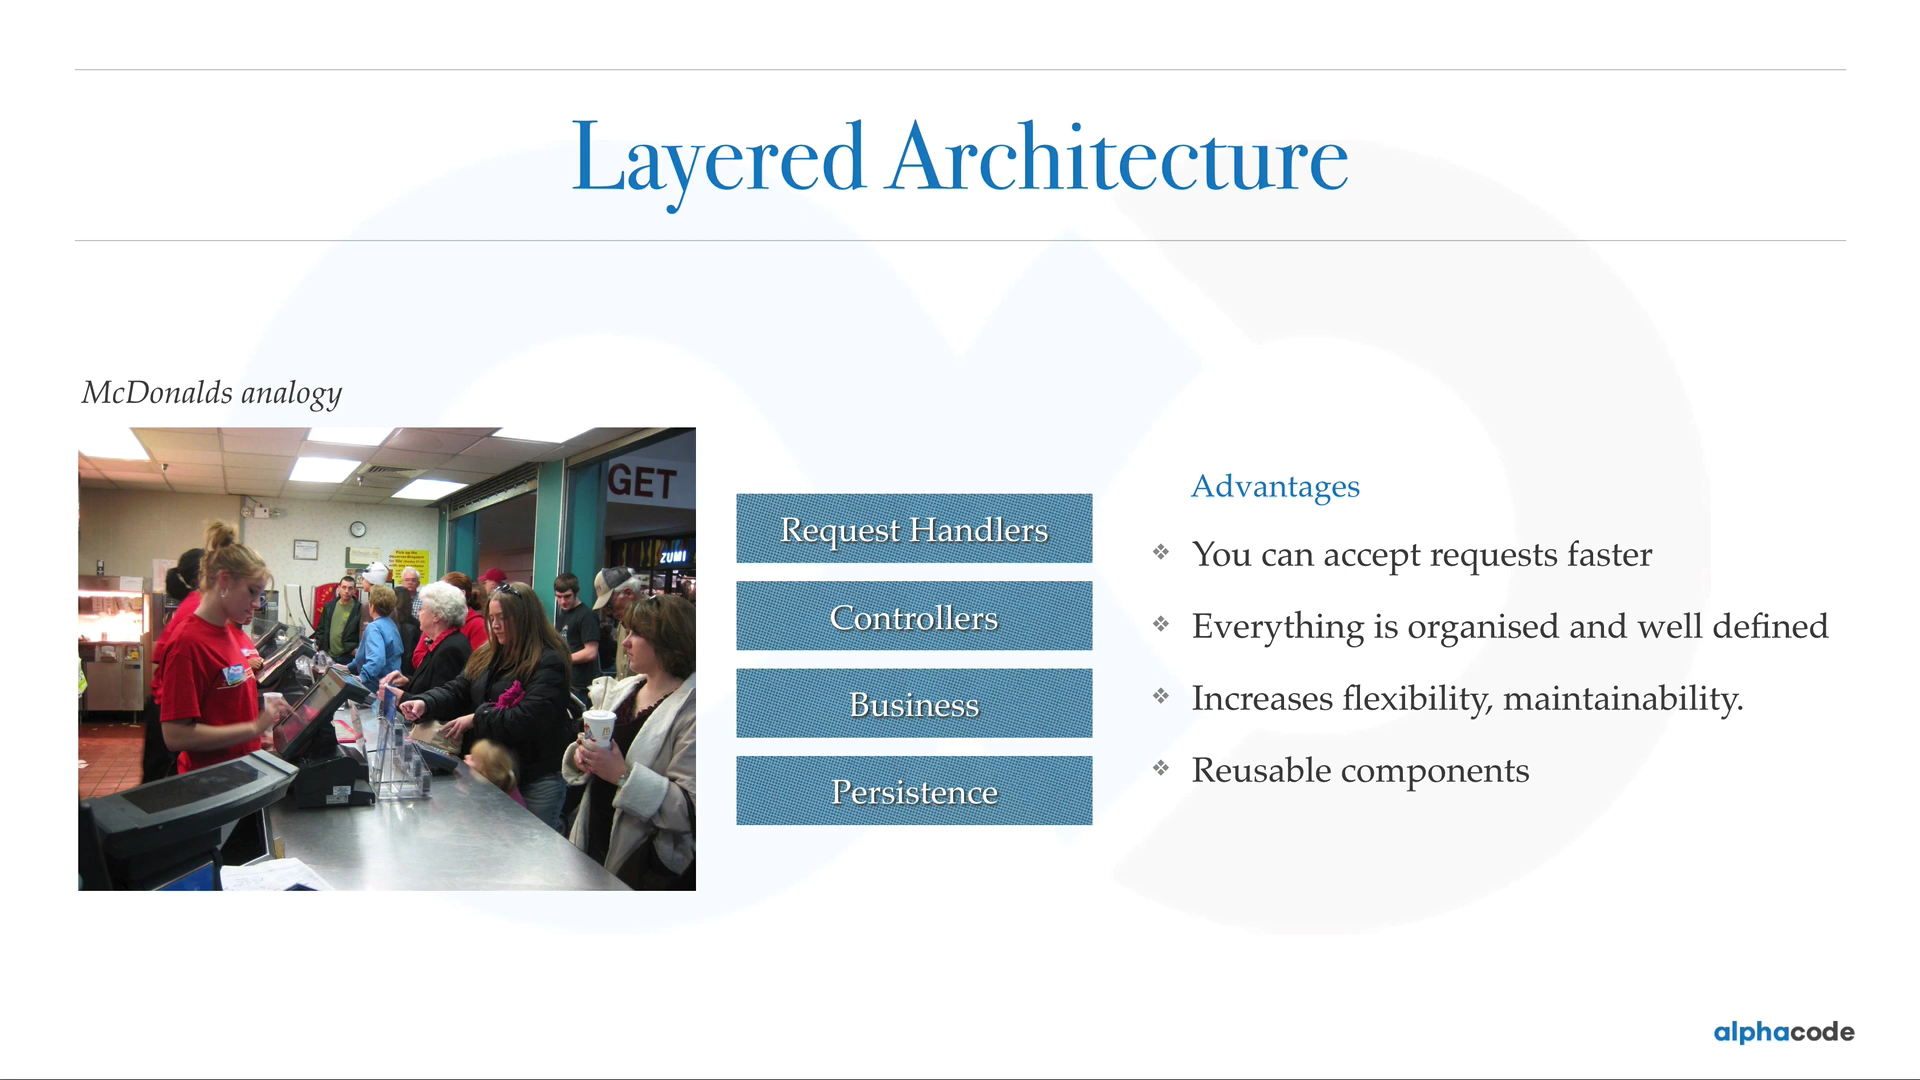 Layered Architecture
McDonalds analogy
GET
ZUMI
Request Handlers
Controllers
Business
Persistence
Advantages
❖ You can accept requests faster
❖ Everything is organised and well defined
❖ Increases flexibility, maintainability.
❖ Reusable components
alphacode